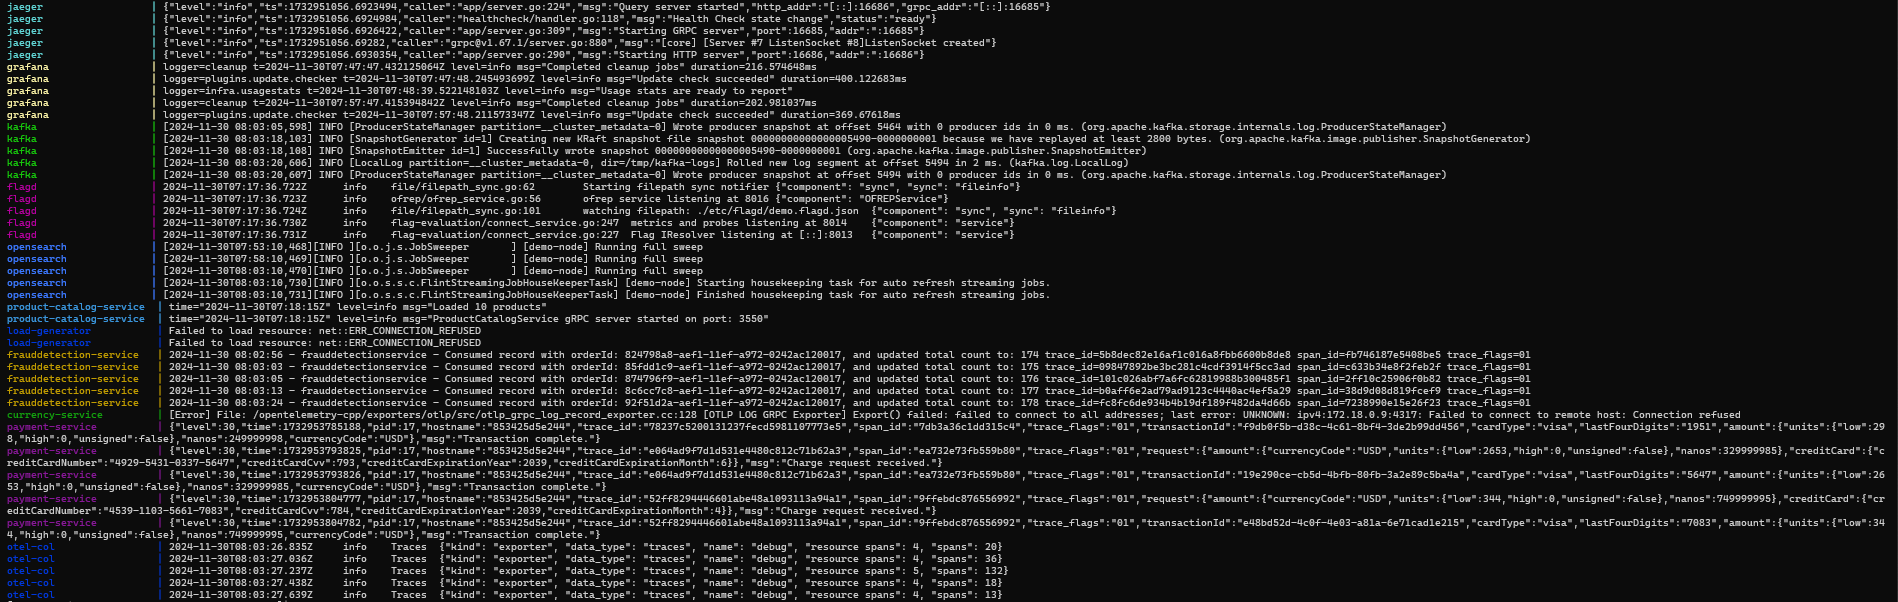 jaeger | {"level":"info","ts":1732951056.6923494,"caller":"app/server.go:224","msg":"Query server started","http_addr":"[::]:16686","grpc_addr":"[::]:16685"}
jaeger | {"level":"info","ts":1732951056.6924984,"caller":"healthcheck/handler.go:118","msg":"Health Check state change","status":"ready"}
jaeger | {"level":"info","ts":1732951056.6926422,"caller":"app/server.go:309","msg":"Starting GRPC server","port":16685,"addr":":16685"}
jaeger | {"level":"info","ts":1732951056.69282,"caller":"grpc@v1.67.1/server.go:880","msg":"[core] [Server #7 ListenSocket #8]ListenSocket created"}
jaeger | {"level":"info","ts":1732951056.6930354,"caller":"app/server.go:290","msg":"Starting HTTP server","port":16686,"addr":":16686"}
grafana | logger=cleanup t=2024-11-30T07:47:47.432125064Z level=info msg="Completed cleanup jobs" duration=216.574648ms
grafana | logger=plugins.update.checker t=2024-11-30T07:47:48.245493699Z level=info msg="Update check succeeded" duration=400.122683ms
grafana | logger=infra.usagestats t=2024-11-30T07:48:39.522148103Z level=info msg="Usage stats are ready to report"
grafana | logger=cleanup t=2024-11-30T07:57:47.415394842Z level=info msg="Completed cleanup jobs" duration=202.981037ms
grafana | logger=plugins.update.checker t=2024-11-30T07:57:48.211573347Z level=info msg="Update check succeeded" duration=369.67618ms
kafka | [2024-11-30 08:03:05,598] INFO [ProducerStateManager partition=__cluster_metadata-0] Wrote producer snapshot at offset 5464 with 0 producer ids in 0 ms. (org.apache.kafka.storage.internals.log.ProducerStateManager)
kafka | [2024-11-30 08:03:18,103] INFO [SnapshotGenerator id=1] Creating new KRaft snapshot file snapshot 00000000000000005490-0000000001 because we have replayed at least 2800 bytes. (org.apache.kafka.image.publisher.SnapshotGenerator)
kafka | [2024-11-30 08:03:18,108] INFO [SnapshotEmitter id=1] Successfully wrote snapshot 00000000000000005490-0000000001 (org.apache.kafka.image.publisher.SnapshotEmitter)
kafka | [2024-11-30 08:03:20,606] INFO [LocalLog partition=__cluster_metadata-0, dir=/tmp/kafka-logs] Rolled new log segment at offset 5494 in 2 ms. (kafka.log.LocalLog)
kafka | [2024-11-30 08:03:20,607] INFO [ProducerStateManager partition=__cluster_metadata-0] Wrote producer snapshot at offset 5494 with 0 producer ids in 0 ms. (org.apache.kafka.storage.internals.log.ProducerStateManager)
flagd | 2024-11-30T07:17:36.722Z info file/filepath_sync.go:62 Starting filepath sync notifier {"component": "sync", "sync": "fileinfo"}
flagd | 2024-11-30T07:17:36.723Z info ofrep/ofrep_service.go:56 ofrep service listening at 8016 {"component": "OFREPService"}
flagd | 2024-11-30T07:17:36.724Z info file/filepath_sync.go:101 watching filepath: ./etc/flagd/demo.flagd.json {"component": "sync", "sync": "fileinfo"}
flagd | 2024-11-30T07:17:36.730Z info flag-evaluation/connect_service.go:247 metrics and probes listening at 8014 {"component": "service"}
flagd | 2024-11-30T07:17:36.731Z info flag-evaluation/connect_service.go:227 Flag IResolver listening at [::]:8013 {"component": "service"}
opensearch | [2024-11-30T07:53:10,468][INFO ][o.o.j.s.JobSweeper ] [demo-node] Running full sweep
opensearch | [2024-11-30T07:58:10,469][INFO ][o.o.j.s.JobSweeper ] [demo-node] Running full sweep
opensearch | [2024-11-30T08:03:10,470][INFO ][o.o.j.s.JobSweeper ] [demo-node] Running full sweep
opensearch | [2024-11-30T08:03:10,730][INFO ][o.o.s.s.c.FlintStreamingJobHouseKeeperTask] [demo-node] Starting housekeeping task for auto refresh streaming jobs.
opensearch | [2024-11-30T08:03:10,731][INFO ][o.o.s.s.c.FlintStreamingJobHouseKeeperTask] [demo-node] Finished housekeeping task for auto refresh streaming jobs.
product-catalog-service | time="2024-11-30T07:18:15Z" level=info msg="Loaded 10 products"
product-catalog-service | time="2024-11-30T07:18:15Z" level=info msg="ProductCatalogService gRPC server started on port: 3550"
load-generator | Failed to load resource: net::ERR_CONNECTION_REFUSED
load-generator | Failed to load resource: net::ERR_CONNECTION_REFUSED
frauddetection-service | 2024-11-30 08:02:56 - frauddetectionservice - Consumed record with orderId: 824798a8-aef1-11ef-a972-0242ac120017, and updated total count to: 174 trace_id=5b8dec82e16af1c016a8fbb6600b8de8 span_id=fb746187e5408be5 trace_flags=01
frauddetection-service | 2024-11-30 08:03:03 - frauddetectionservice - Consumed record with orderId: 85fdd1c9-aef1-11ef-a972-0242ac120017, and updated total count to: 175 trace_id=09847892be3bc281c4cdf3914f5cc3ad span_id=c633b34e8f2feb2f trace_flags=01
frauddetection-service | 2024-11-30 08:03:05 - frauddetectionservice - Consumed record with orderId: 874796f9-aef1-11ef-a972-0242ac120017, and updated total count to: 176 trace_id=101c026abf7a6fc62819988b300485f1 span_id=2ff10c25906f0b82 trace_flags=01
frauddetection-service | 2024-11-30 08:03:13 - frauddetectionservice - Consumed record with orderId: 8c6cc7c8-aef1-11ef-a972-0242ac120017, and updated total count to: 177 trace_id=b0aff6e2ad79ad9123c4440ac4ef5a29 span_id=38d9d08d819fcef9 trace_flags=01
frauddetection-service | 2024-11-30 08:03:24 - frauddetectionservice - Consumed record with orderId: 92f51d2a-aef1-11ef-a972-0242ac120017, and updated total count to: 178 trace_id=fc8fc6de934b4b19df189f482da4d66b span_id=7238990e15e26f23 trace_flags=01
currency-service | [Error] File: /opentelemetry-cpp/exporters/otlp/src/otlp_grpc_log_record_exporter.cc:128 [OTLP LOG GRPC Exporter] Export() failed: failed to connect to all addresses; last error: UNKNOWN: ipv4:172.18.0.9:4317: Failed to connect to remote host: Connection refused
payment-service | {"level":30,"time":1732953785188,"pid":17,"hostname":"853425d5e244","trace_id":"78237c5200131237fecd5981107773e5","span_id":"7db3a36c1dd315c4","trace_flags":"01","transactionId":"f9db0f5b-d38c-4c61-8bf4-3de2b99dd456","cardType":"visa","lastFourDigits":"1951","amount":{"units":{"low":29
8,"high":0,"unsigned":false},"nanos":249999998,"currencyCode":"USD"},"msg":"Transaction complete."}
payment-service | {"level":30,"time":1732953793825,"pid":17,"hostname":"853425d5e244","trace_id":"e064ad9f7d1d531e4480c812c71b62a3","span_id":"ea732e73fb559b80","trace_flags":"01","request":{"amount":{"currencyCode":"USD","units":{"low":2653,"high":0,"unsigned":false},"nanos":329999985},"creditCard":{"c
reditCardNumber":"4929-5431-0337-5647","creditCardCvv":793,"creditCardExpirationYear":2039,"creditCardExpirationMonth":6}},"msg":"Charge request received."}
payment-service | {"level":30,"time":1732953793826,"pid":17,"hostname":"853425d5e244","trace_id":"e064ad9f7d1d531e4480c812c71b62a3","span_id":"ea732e73fb559b80","trace_flags":"01","transactionId":"19e290ce-cb5d-4bfb-80fb-3a2e89c5ba4a","cardType":"visa","lastFourDigits":"5647","amount":{"units":{"low":26
53,"high":0,"unsigned":false},"nanos":329999985,"currencyCode":"USD"},"msg":"Transaction complete."}
payment-service | {"level":30,"time":1732953804777,"pid":17,"hostname":"853425d5e244","trace_id":"52ff8294446601abe48a1093113a94a1","span_id":"9ffebdc876556992","trace_flags":"01","request":{"amount":{"currencyCode":"USD","units":{"low":344,"high":0,"unsigned":false},"nanos":749999995},"creditCard":{"cr
editCardNumber":"4539-1103-5661-7083","creditCardCvv":784,"creditCardExpirationYear":2039,"creditCardExpirationMonth":4}},"msg":"Charge request received."}
payment-service | {"level":30,"time":1732953804782,"pid":17,"hostname":"853425d5e244","trace_id":"52ff8294446601abe48a1093113a94a1","span_id":"9ffebdc876556992","trace_flags":"01","transactionId":"e48bd52d-4c0f-4e03-a81a-6e71cad1e215","cardType":"visa","lastFourDigits":"7083","amount":{"units":{"low":34
4,"high":0,"unsigned":false},"nanos":749999995,"currencyCode":"USD"},"msg":"Transaction complete."}
otel-col | 2024-11-30T08:03:26.835Z info Traces {"kind": "exporter", "data_type": "traces", "name": "debug", "resource spans": 4, "spans": 20}
otel-col | 2024-11-30T08:03:27.036Z info Traces {"kind": "exporter", "data_type": "traces", "name": "debug", "resource spans": 4, "spans": 36}
otel-col | 2024-11-30T08:03:27.237Z info Traces {"kind": "exporter", "data_type": "traces", "name": "debug", "resource spans": 5, "spans": 132}
otel-col | 2024-11-30T08:03:27.438Z info Traces {"kind": "exporter", "data_type": "traces", "name": "debug", "resource spans": 4, "spans": 18}
otel-col | 2024-11-30T08:03:27.639Z info Traces {"kind": "exporter", "data_type": "traces", "name": "debug", "resource spans": 4, "spans": 13}